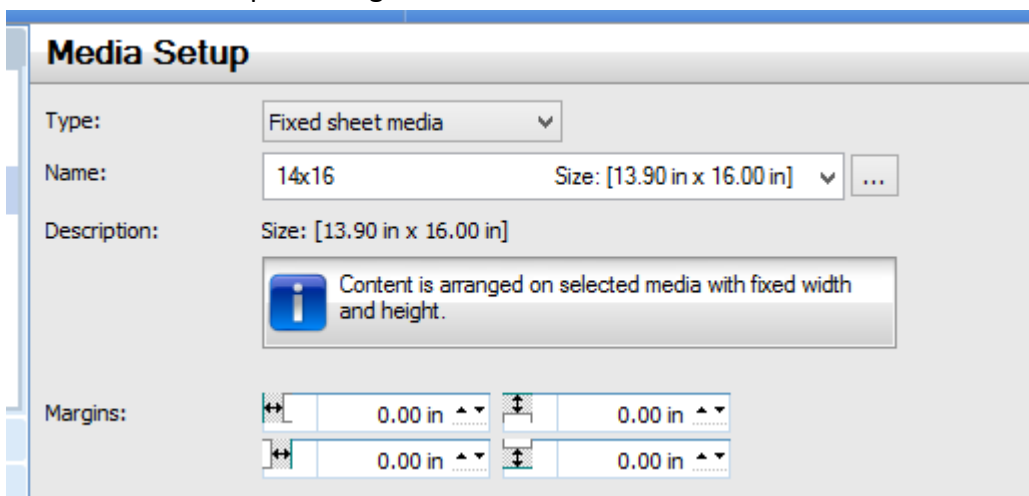 Media Setup
Type: Fixed sheet media
Name: 14x16 Size: [13.90 in x 16.00 in] ...
Description: Size: [13.90 in x 16.00 in]
Content is arranged on selected media with fixed width
and height.
Margins: 0.00 in 0.00 in
0.00 in 0.00 in